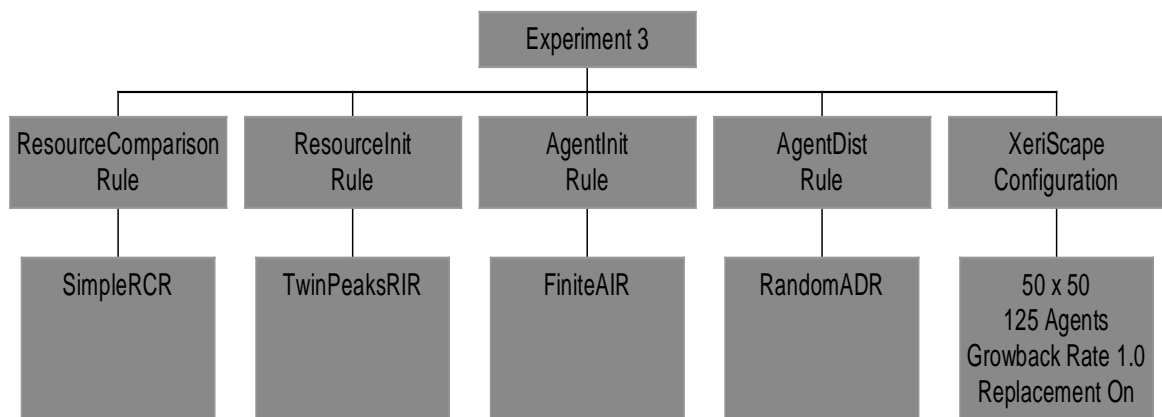 Experiment 3
ResourceComparison
Rule
ResourceInit
Rule
AgentInit
Rule
AgentDist
Rule
XeriScape
Configuration
SimpleRCR
TwinPeaksRIR
FiniteAIR
RandomADR
50 x 50
125 Agents
Growback Rate 1.0
Replacement On